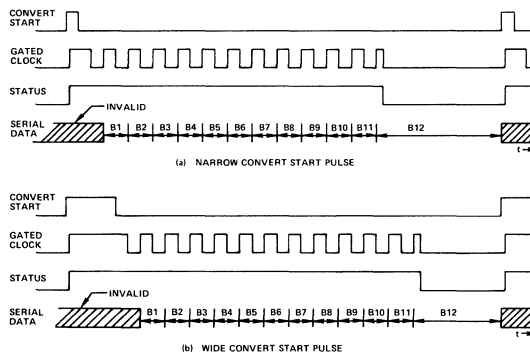 CONVERT
START
GATED
CLOCK
STATUS
INVALID
SERIAL
DATA
B1 B2 B3 B4 B5 B6 B7 B8 B9 B10 B11 B12
t
(a) NARROW CONVERT START PULSE
CONVERT
START
GATED
CLOCK
STATUS
INVALID
SERIAL
DATA
B1 B2 B3 B4 B5 B6 B7 B8 B9 B10 B11 B12
t
(b) WIDE CONVERT START PULSE